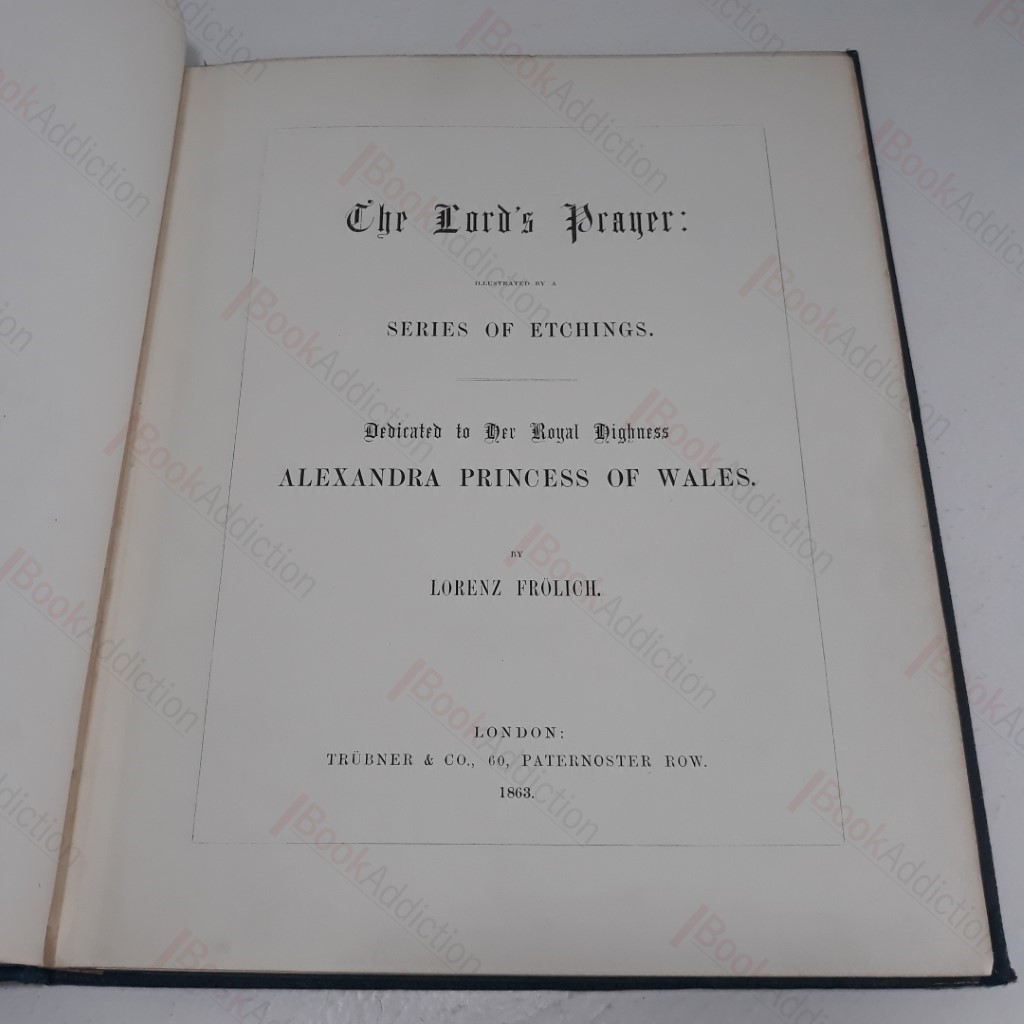 The Lord's Prayer:
ILLUSTRATED BY A
SERIES OF ETCHINGS.
Dedicated to Her Royal Highness
ALEXANDRA PRINCESS OF WALES.
BY
LORENZ FRÖLICH.
LONDON:
TRÜBNER & CO., 60, PATERNOSTER ROW.
1863.
BookAddiction